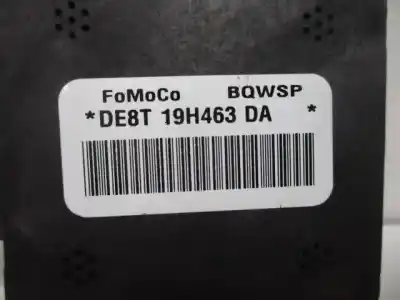 FoMoCo BQWSP
*DE8T 19H463 DA *